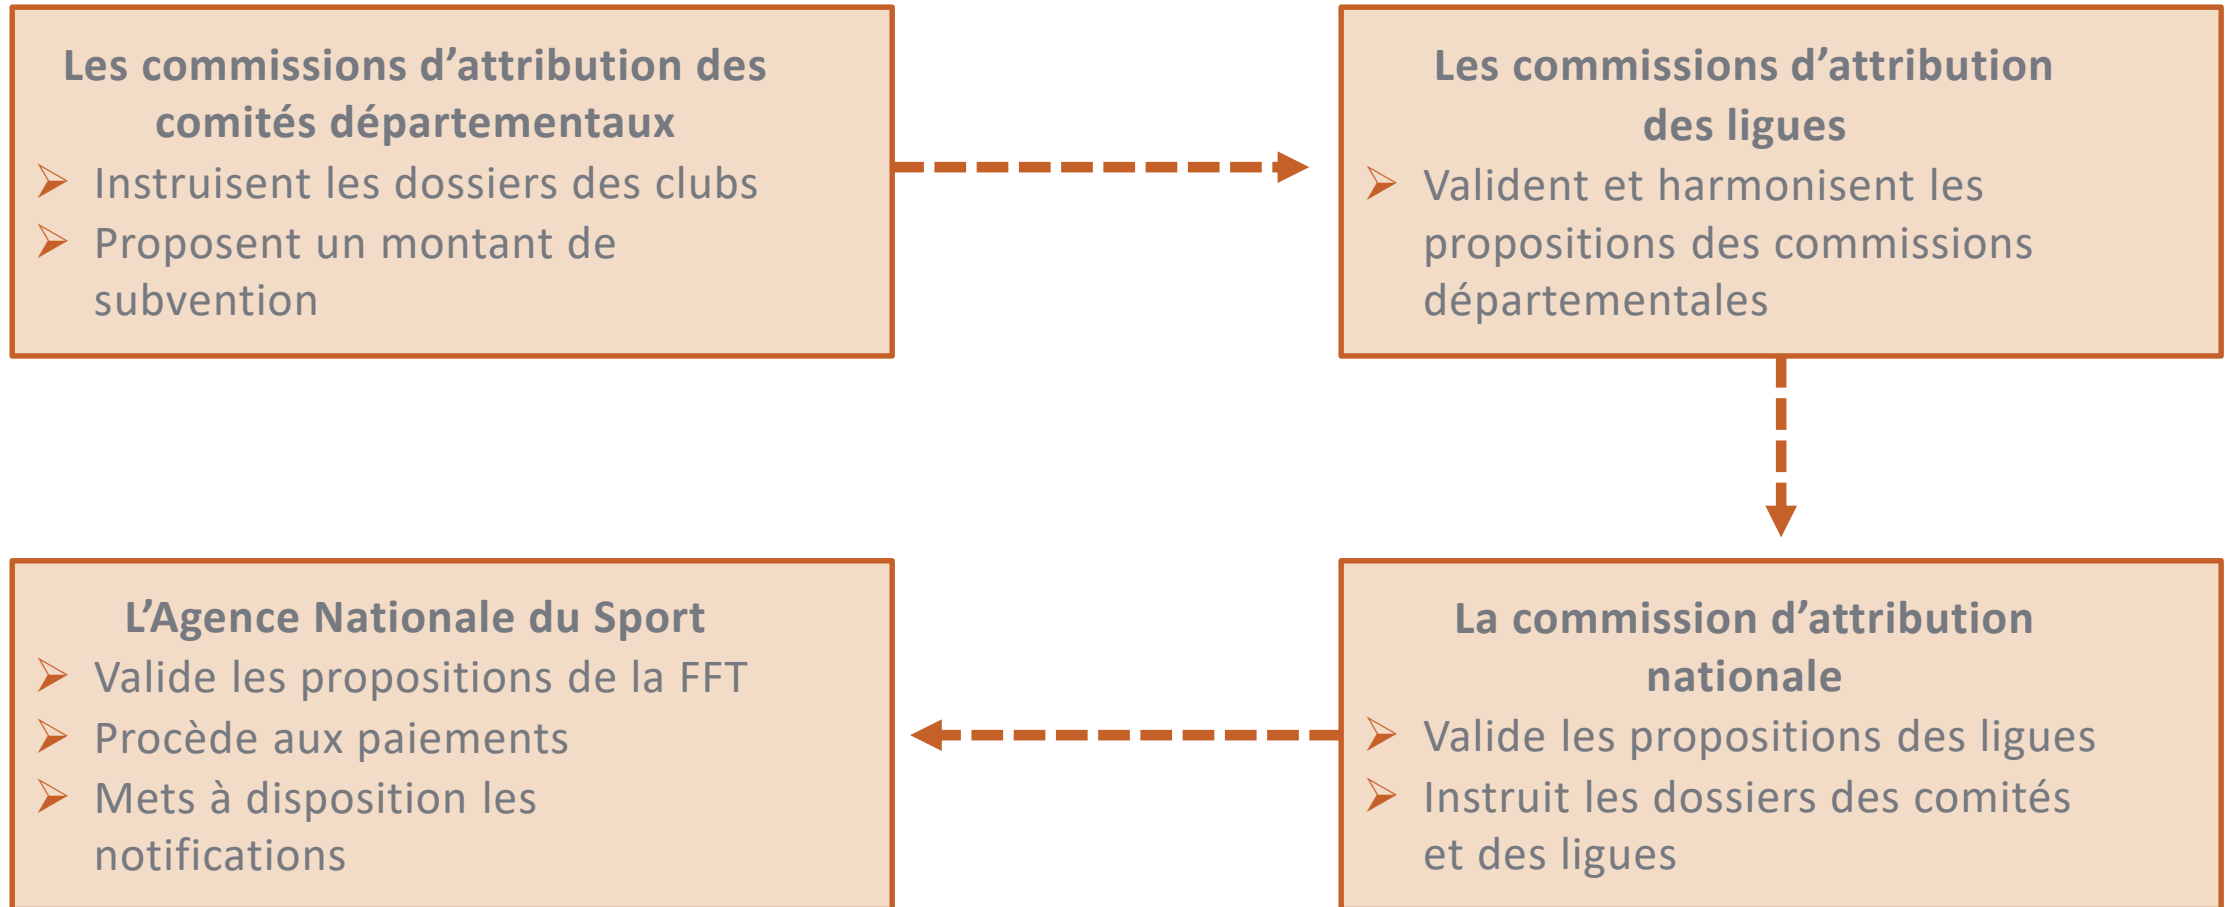 Les commissions d’attribution des
comités départementaux
➢ Instruisent les dossiers des clubs
➢ Proposent un montant de
subvention
Les commissions d’attribution
des ligues
➢ Valident et harmonisent les
propositions des commissions
départementales
La commission d’attribution
nationale
➢ Valide les propositions des ligues
➢ Instruit les dossiers des comités
et des ligues
L’Agence Nationale du Sport
➢ Valide les propositions de la FFT
➢ Procède aux paiements
➢ Mets à disposition les
notifications